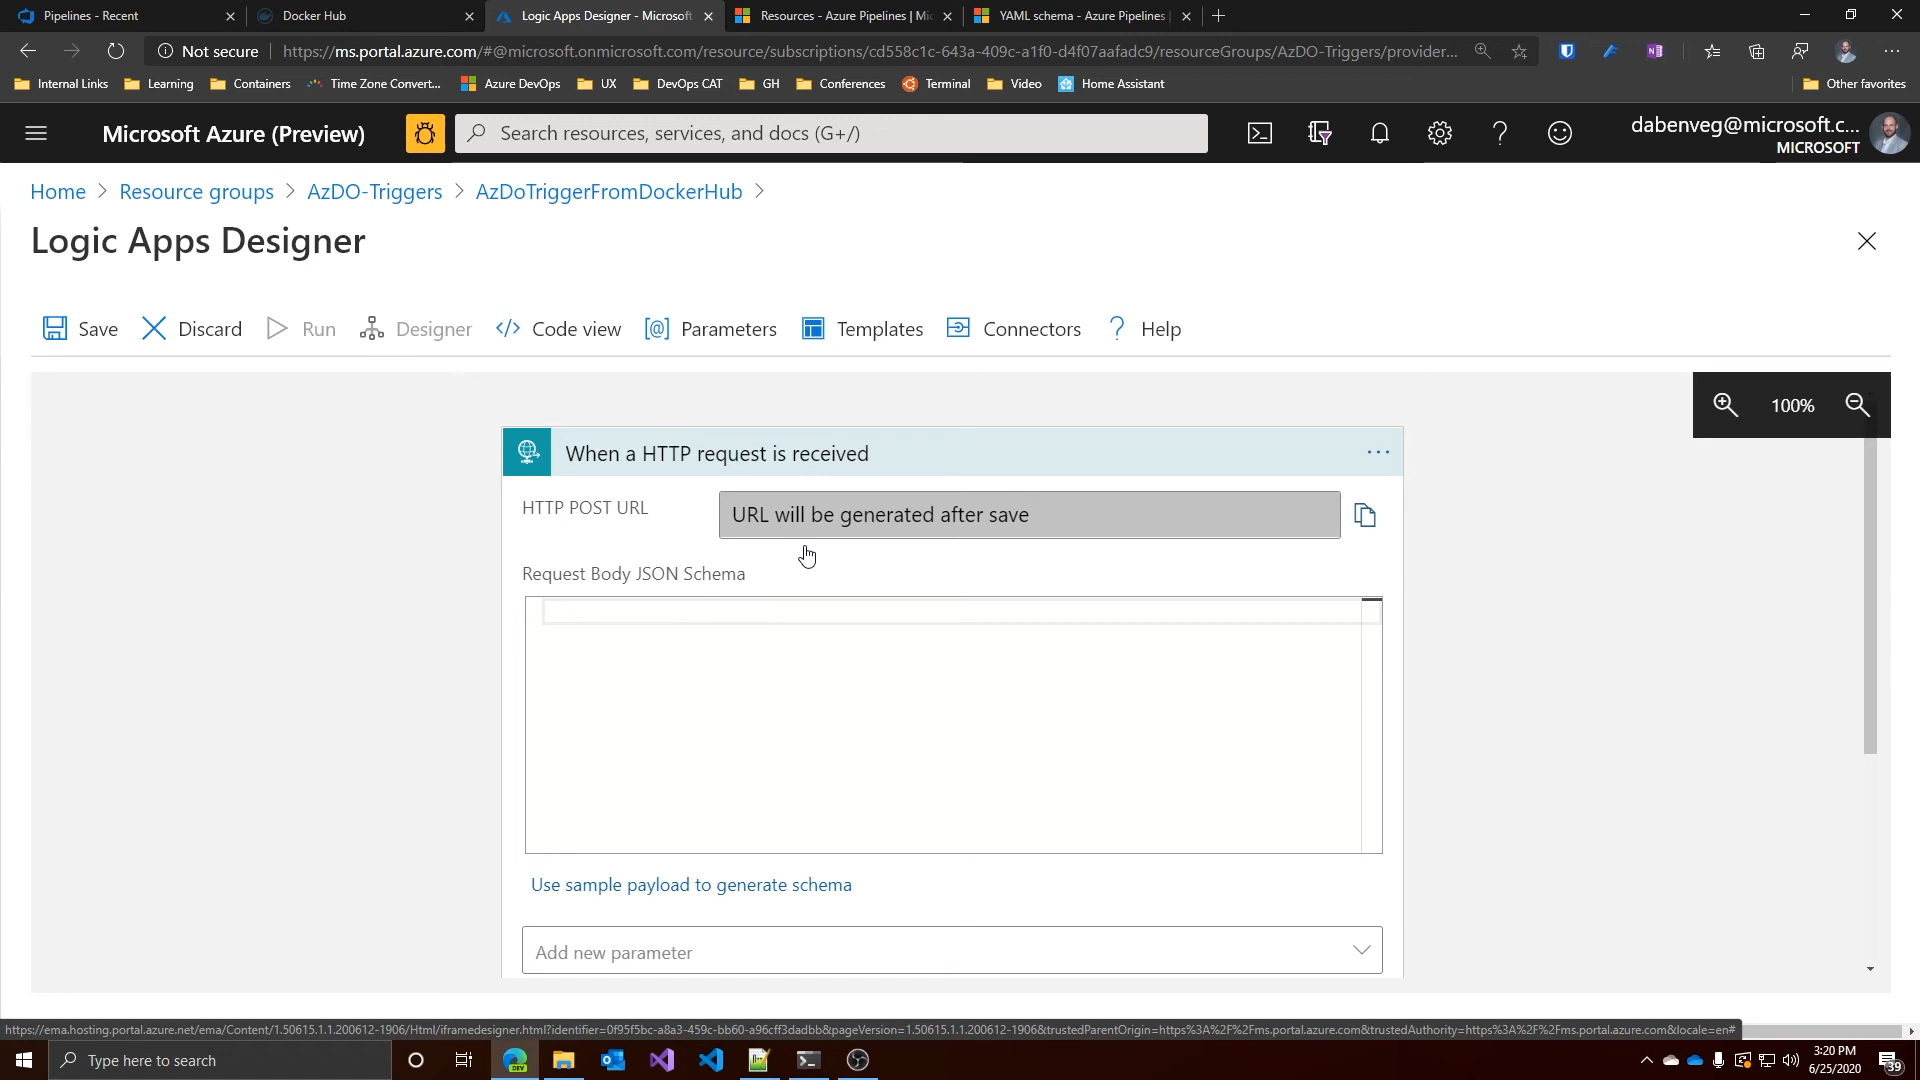 Pipelines - Recent
Docker Hub
Logic Apps Designer - Microsoft
Resources - Azure Pipelines | Mic
YAML schema - Azure Pipelines |
Not secure
https://ms.portal.azure.com/#@microsoft.onmicrosoft.com/resource/subscriptions/cd558c1c-643a-409c-a1f0-d4f07aafadc9/resourceGroups/AzDO-Triggers/provider...
Internal Links
Learning
Containers
Time Zone Convert...
Azure DevOps
UX
DevOps CAT
GH
Conferences
Terminal
Video
Home Assistant
Other favorites
Microsoft Azure (Preview)
Search resources, services, and docs (G+/)
dabenveg@microsoft.c...
MICROSOFT
Home > Resource groups > AzDO-Triggers > AzDoTriggerFromDockerHub >
Logic Apps Designer
Save
Discard
Run
Designer
Code view
Parameters
Templates
Connectors
Help
100%
When a HTTP request is received
HTTP POST URL
URL will be generated after save
Request Body JSON Schema
Use sample payload to generate schema
Add new parameter
https://ema.hosting.portal.azure.net/ema/Content/1.50615.1.1.200612-1906/Html/iframedesigner.html?identifier=0f95f5bc-a8a3-459c-bb60-a96cff3dadbb&pageVersion=1.50615.1.1.200612-1906&trustedParentOrigin=https%3A%2F%2Fms.portal.azure.com&trustedAuthority=https%3A%2F%2Fms.portal.azure.com&locale=en#
Type here to search
DEV
3:20 PM
6/25/2020
39